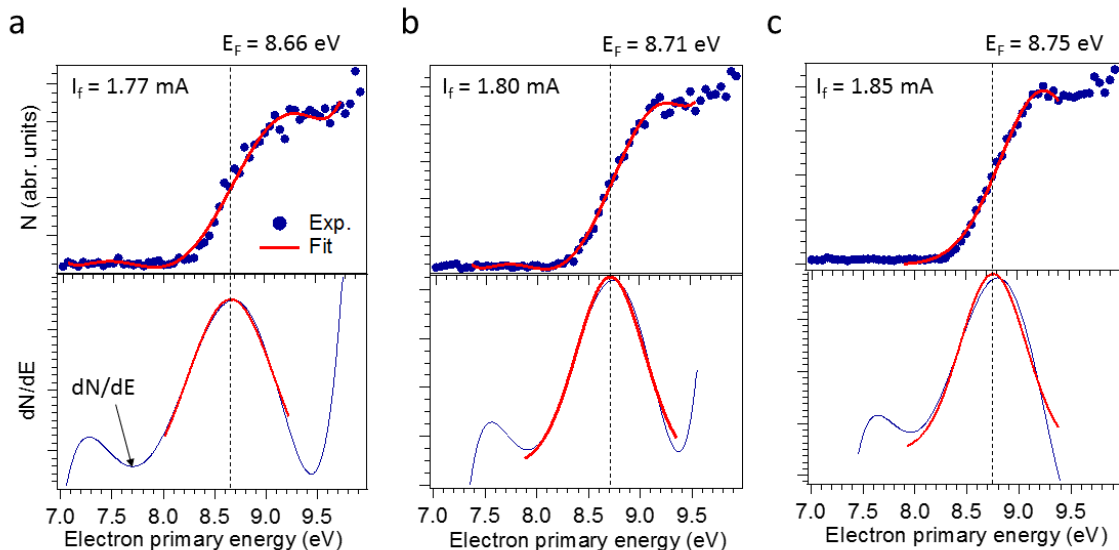 a
b
c
E_F = 8.66 eV
E_F = 8.71 eV
E_F = 8.75 eV
I_f = 1.77 mA
I_f = 1.80 mA
I_f = 1.85 mA
N (abr. units)
Exp.
Fit
dN/dE
dN/dE
7.0 7.5 8.0 8.5 9.0 9.5
7.0 7.5 8.0 8.5 9.0 9.5
7.0 7.5 8.0 8.5 9.0 9.5
Electron primary energy (eV)
Electron primary energy (eV)
Electron primary energy (eV)